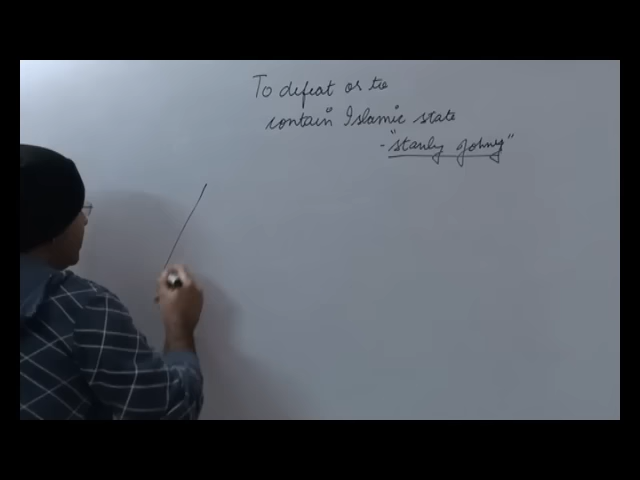 To defeat or to
contain Islamic state
- "stanly Johny"